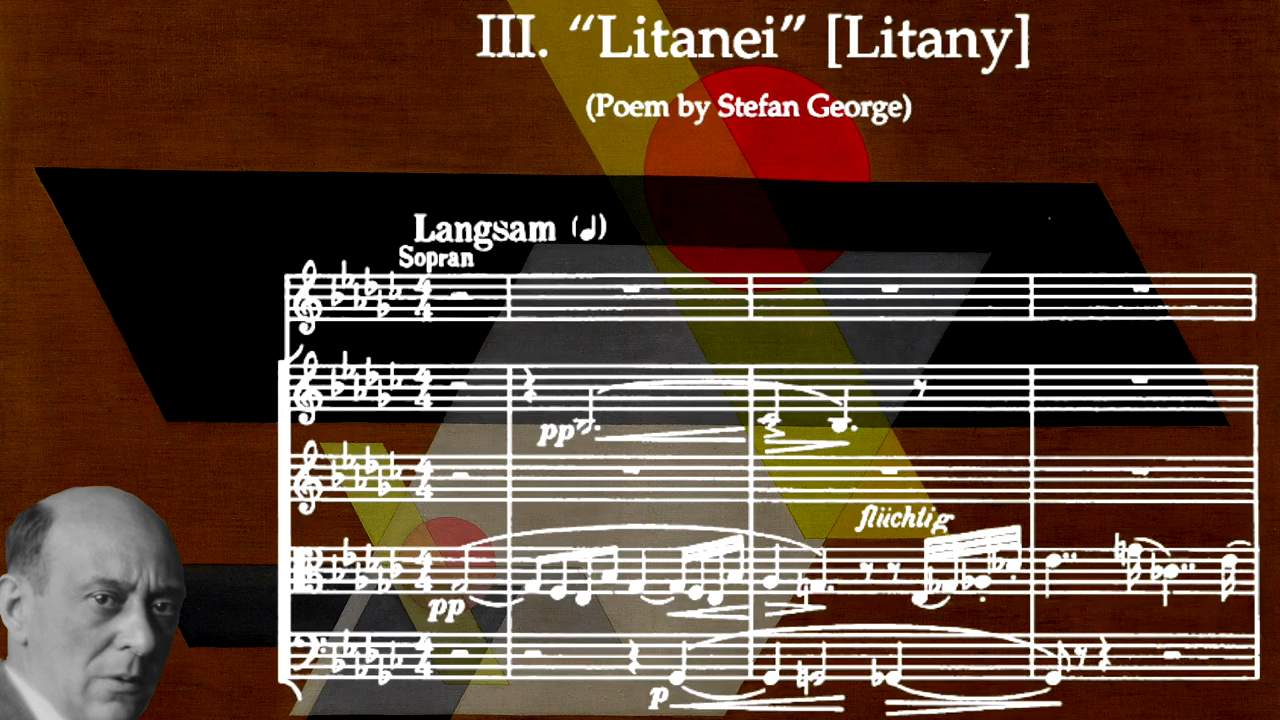 III. “Litanei” [Litany]
(Poem by Stefan George)
Langsam (♩)
Sopran
pp
flüchtig
pp
p